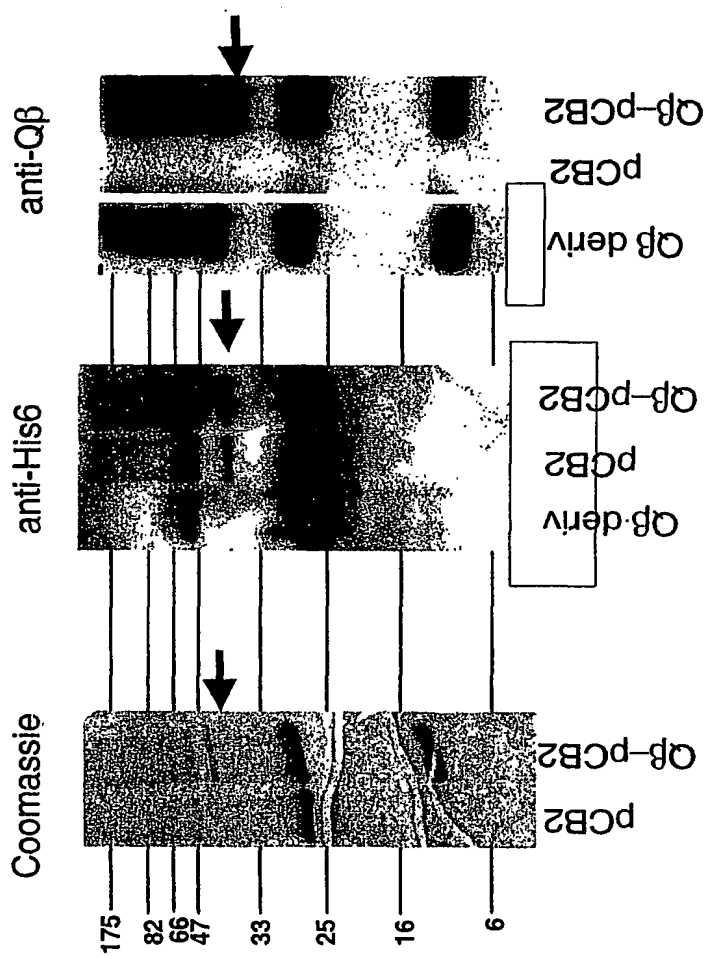 Coomassie
anti-His6
anti-Qβ
175
82
66
47
33
25
16
6
pCB2
Qβ–pCB2
Qβ deriv
pCB2
Qβ–pCB2
Qβ deriv
pCB2
Qβ–pCB2